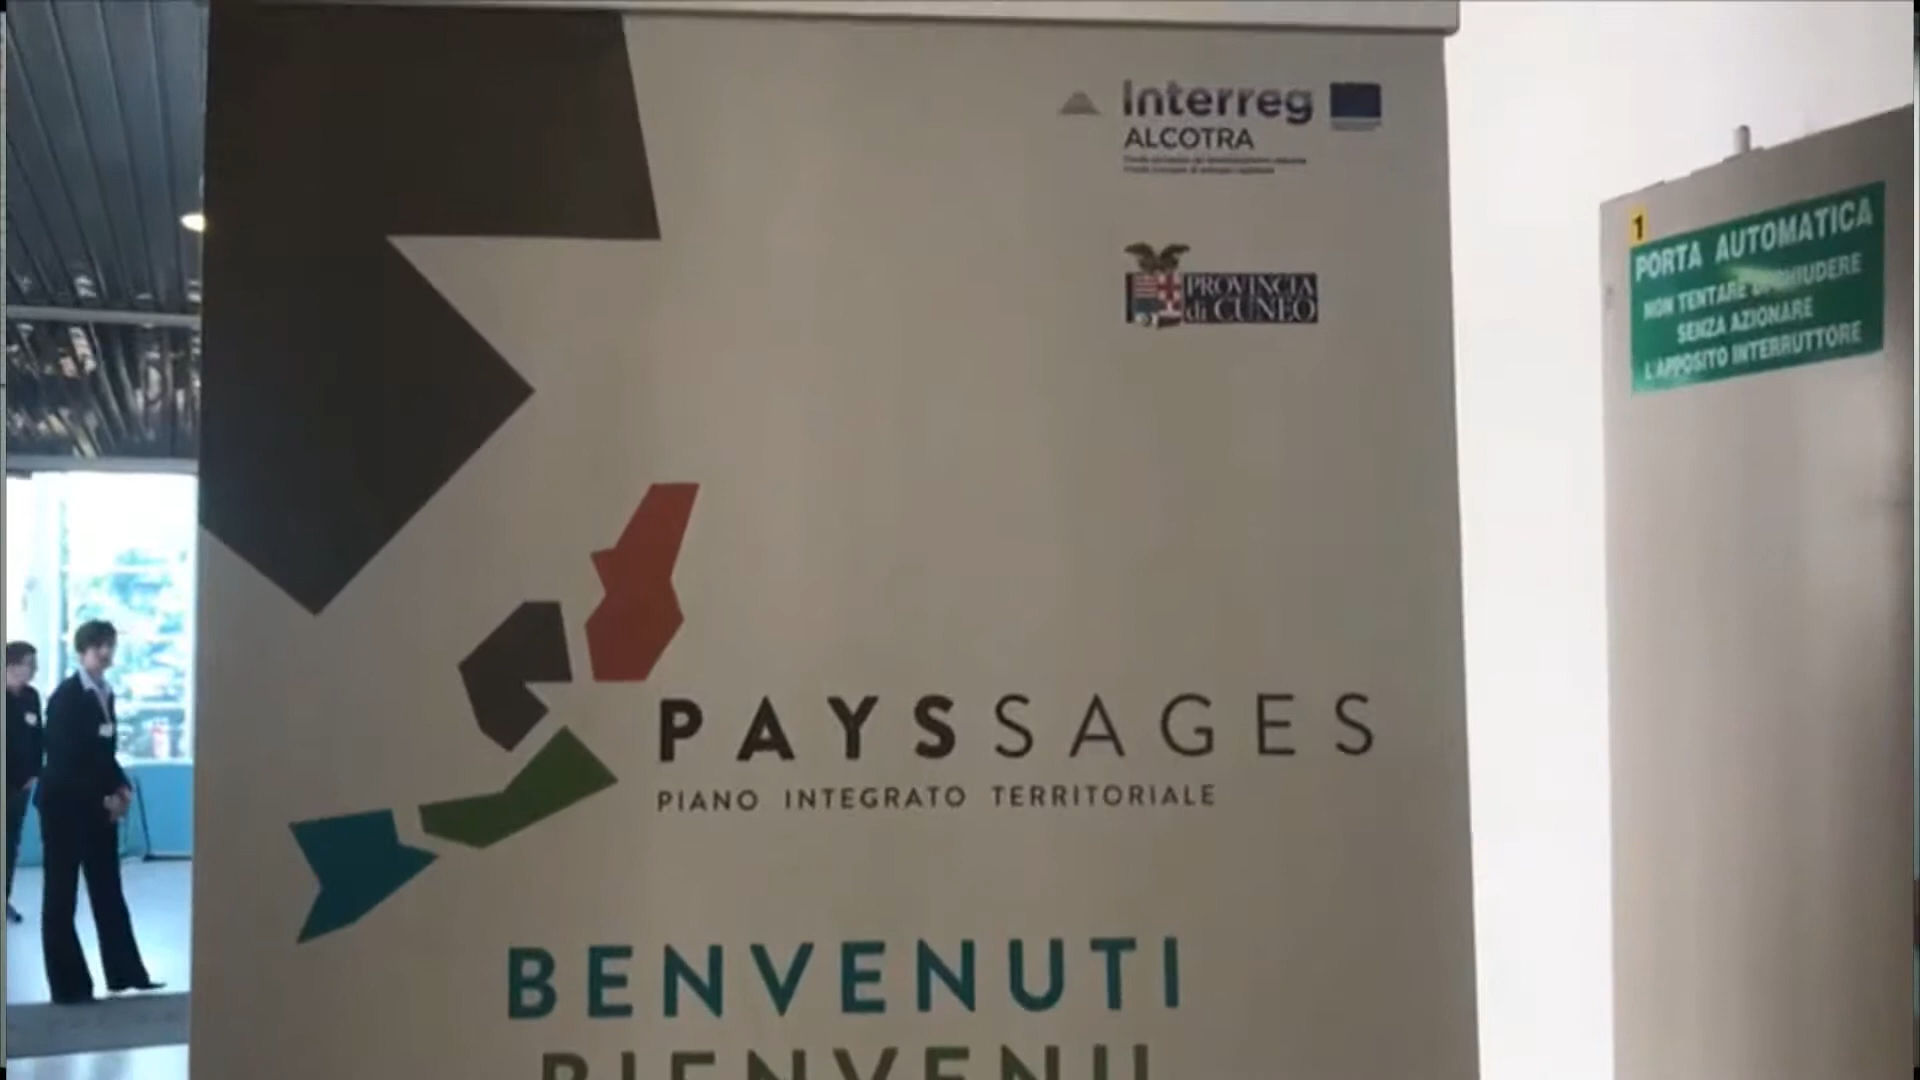 Interreg
ALCOTRA
PROVINCIA
di CUNEO
1
PORTA AUTOMATICA
NON TENTARE DI CHIUDERE
SENZA AZIONARE
L'APPOSITO INTERRUTTORE
PAYSSAGES
PIANO INTEGRATO TERRITORIALE
BENVENUTI
BIENVENU